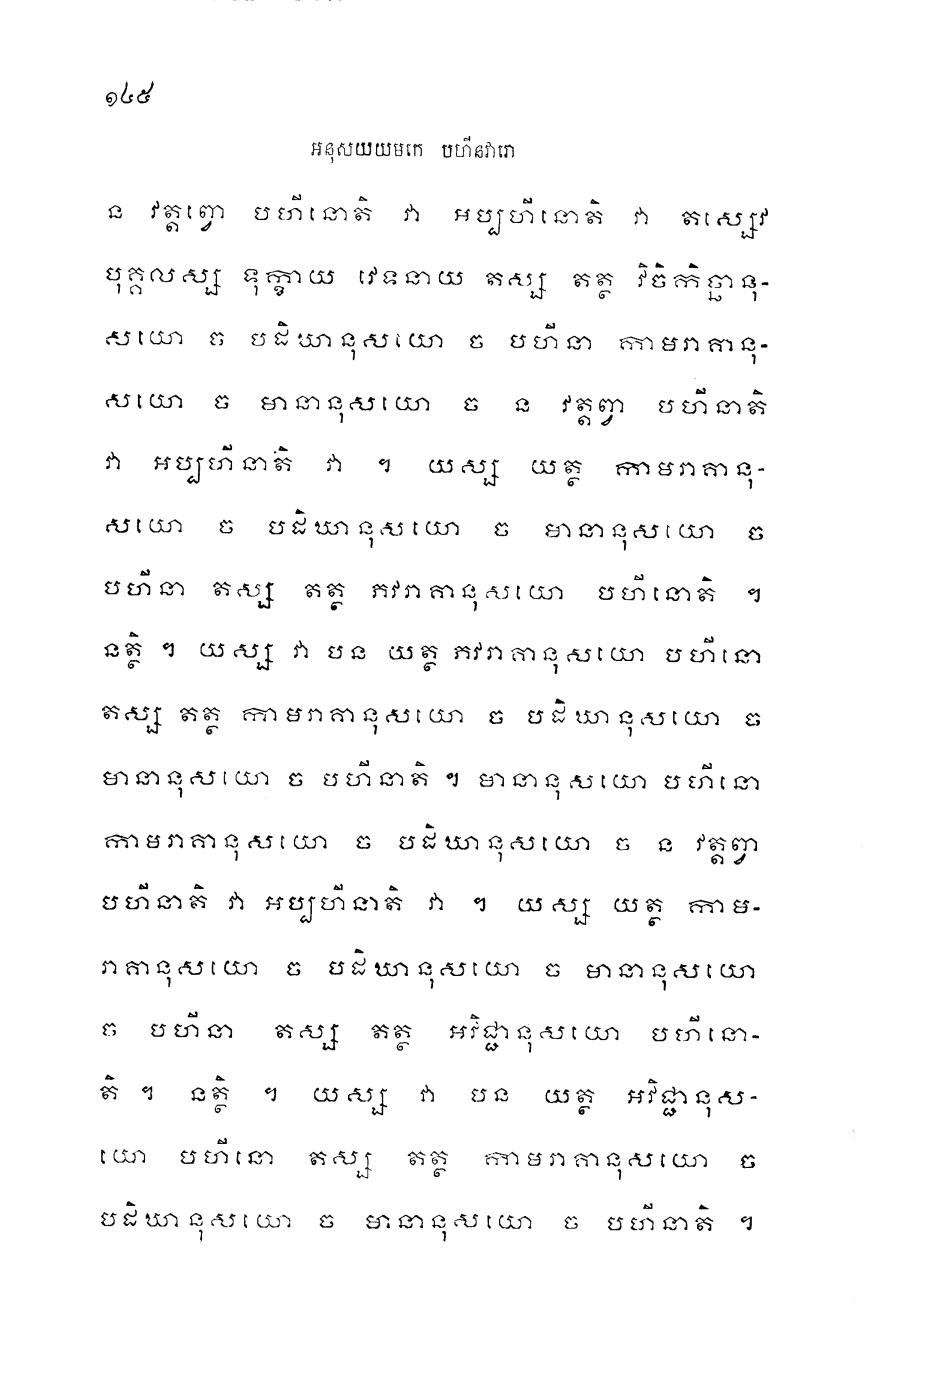 ១៤៥
អនុសយយមកេ បហីនវារោ
ន វត្តព្វោ បហីនោតិ វា អប្បហីនោតិ វា តស្សេវ
បុគ្គលស្ស ទុក្ខាយ វេទនាយ តស្ស តត្ថ វិចិកិច្ឆានុ-
សយោ ច បដិឃានុសយោ ច បហីនា កាមរាគានុ-
សយោ ច មានានុសយោ ច ន វត្តព្វា បហីនាតិ
វា អប្បហីនាតិ វា ។ យស្ស យត្ថ កាមរាគានុ-
សយោ ច បដិឃានុសយោ ច មានានុសយោ ច
បហីនា តស្ស តត្ថ ភវរាគានុសយោ បហីនោតិ ។
នត្ថិ ។ យស្ស វា បន យត្ថ ភវរាគានុសយោ បហីនោ
តស្ស តត្ថ កាមរាគានុសយោ ច បដិឃានុសយោ ច
មានានុសយោ ច បហីនាតិ ។ មានានុសយោ បហីនោ
កាមរាគានុសយោ ច បដិឃានុសយោ ច ន វត្តព្វា
បហីនាតិ វា អប្បហីនាតិ វា ។ យស្ស យត្ថ កាម-
រាគានុសយោ ច បដិឃានុសយោ ច មានានុសយោ
ច បហីនា តស្ស តត្ថ អវិជ្ជានុសយោ បហីនោ-
តិ ។ នត្ថិ ។ យស្ស វា បន យត្ថ អវិជ្ជានុស-
យោ បហីនោ តស្ស តត្ថ កាមរាគានុសយោ ច
បដិឃានុសយោ ច មានានុសយោ ច បហីនាតិ ។